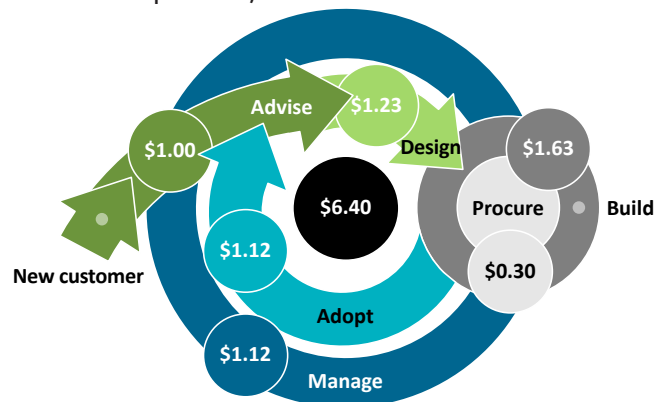 Advise
$1.23
$1.00
Design
$1.63
$6.40
Procure
Build
$1.12
New customer
$0.30
Adopt
$1.12
Manage